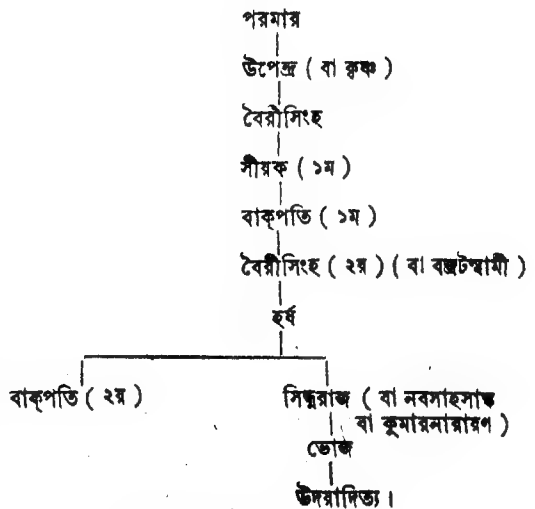 পরমার
উপেন্দ্র ( বা কৃষ্ণ )
বৈরীসিংহ
সীয়ক ( ১ম )
বাক্‌পতি ( ১ম )
বৈরীসিংহ ( ২য় ) ( বা বজ্রটস্বামী )
হর্ষ
বাক্‌পতি ( ২য় ) সিন্ধুরাজ ( বা নবসাহসাঙ্ক
বা কুমারনারায়ণ )
ভোজ
উদয়াদিত্য ।